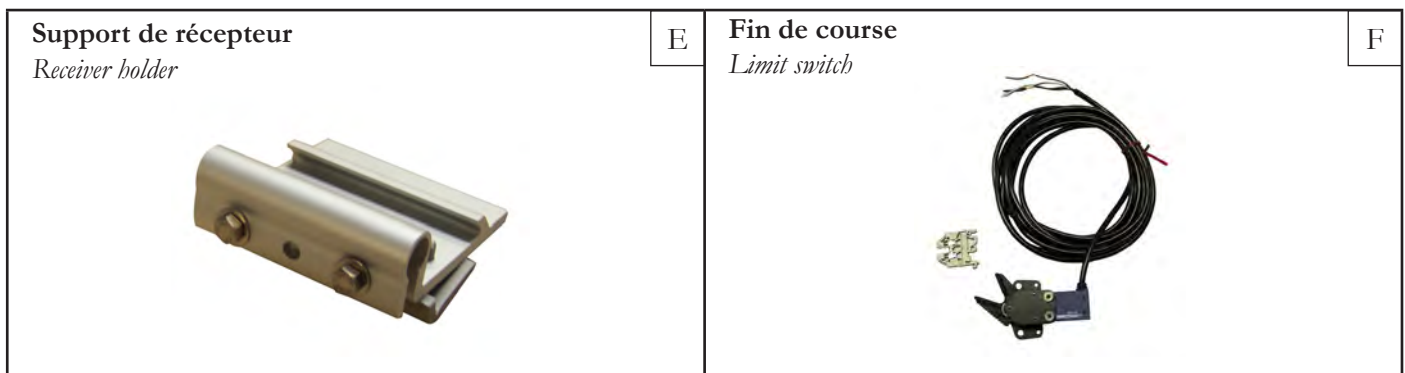 Support de récepteur
Receiver holder
E
Fin de course
Limit switch
F